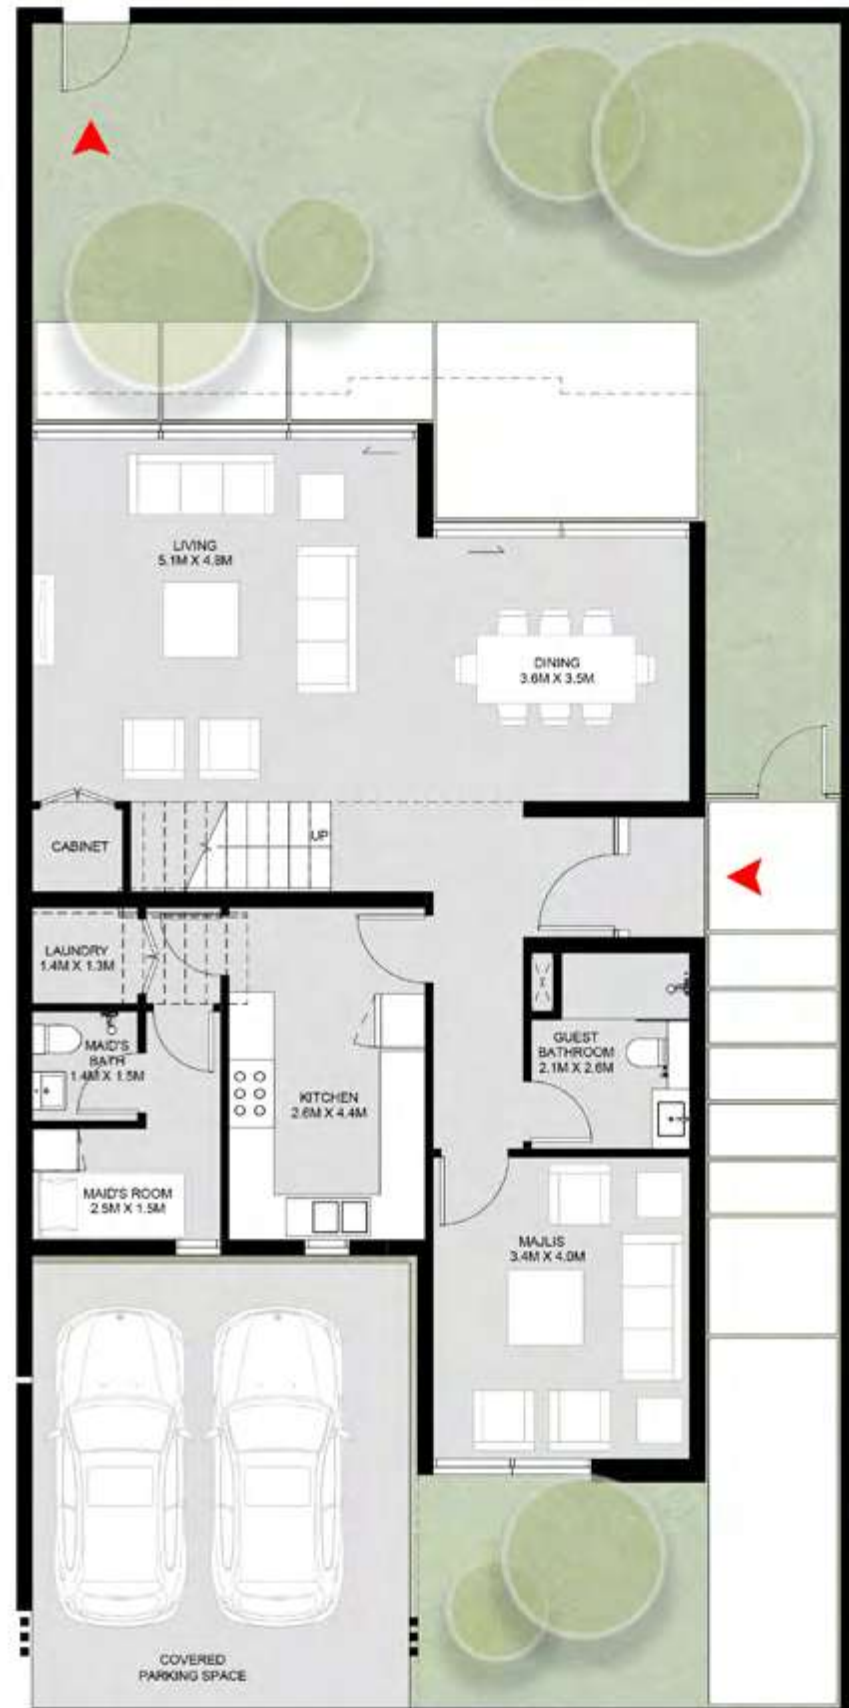 LIVING
5.1M X 4.8M
DINING
3.6M X 3.5M
CABINET
UP
LAUNDRY
1.4M X 1.3M
MAID'S
BATH
1.4M X 1.5M
GUEST
BATHROOM
2.1M X 2.6M
KITCHEN
2.6M X 4.4M
MAID'S ROOM
2.5M X 1.5M
MAJLIS
3.4M X 4.0M
COVERED
PARKING SPACE